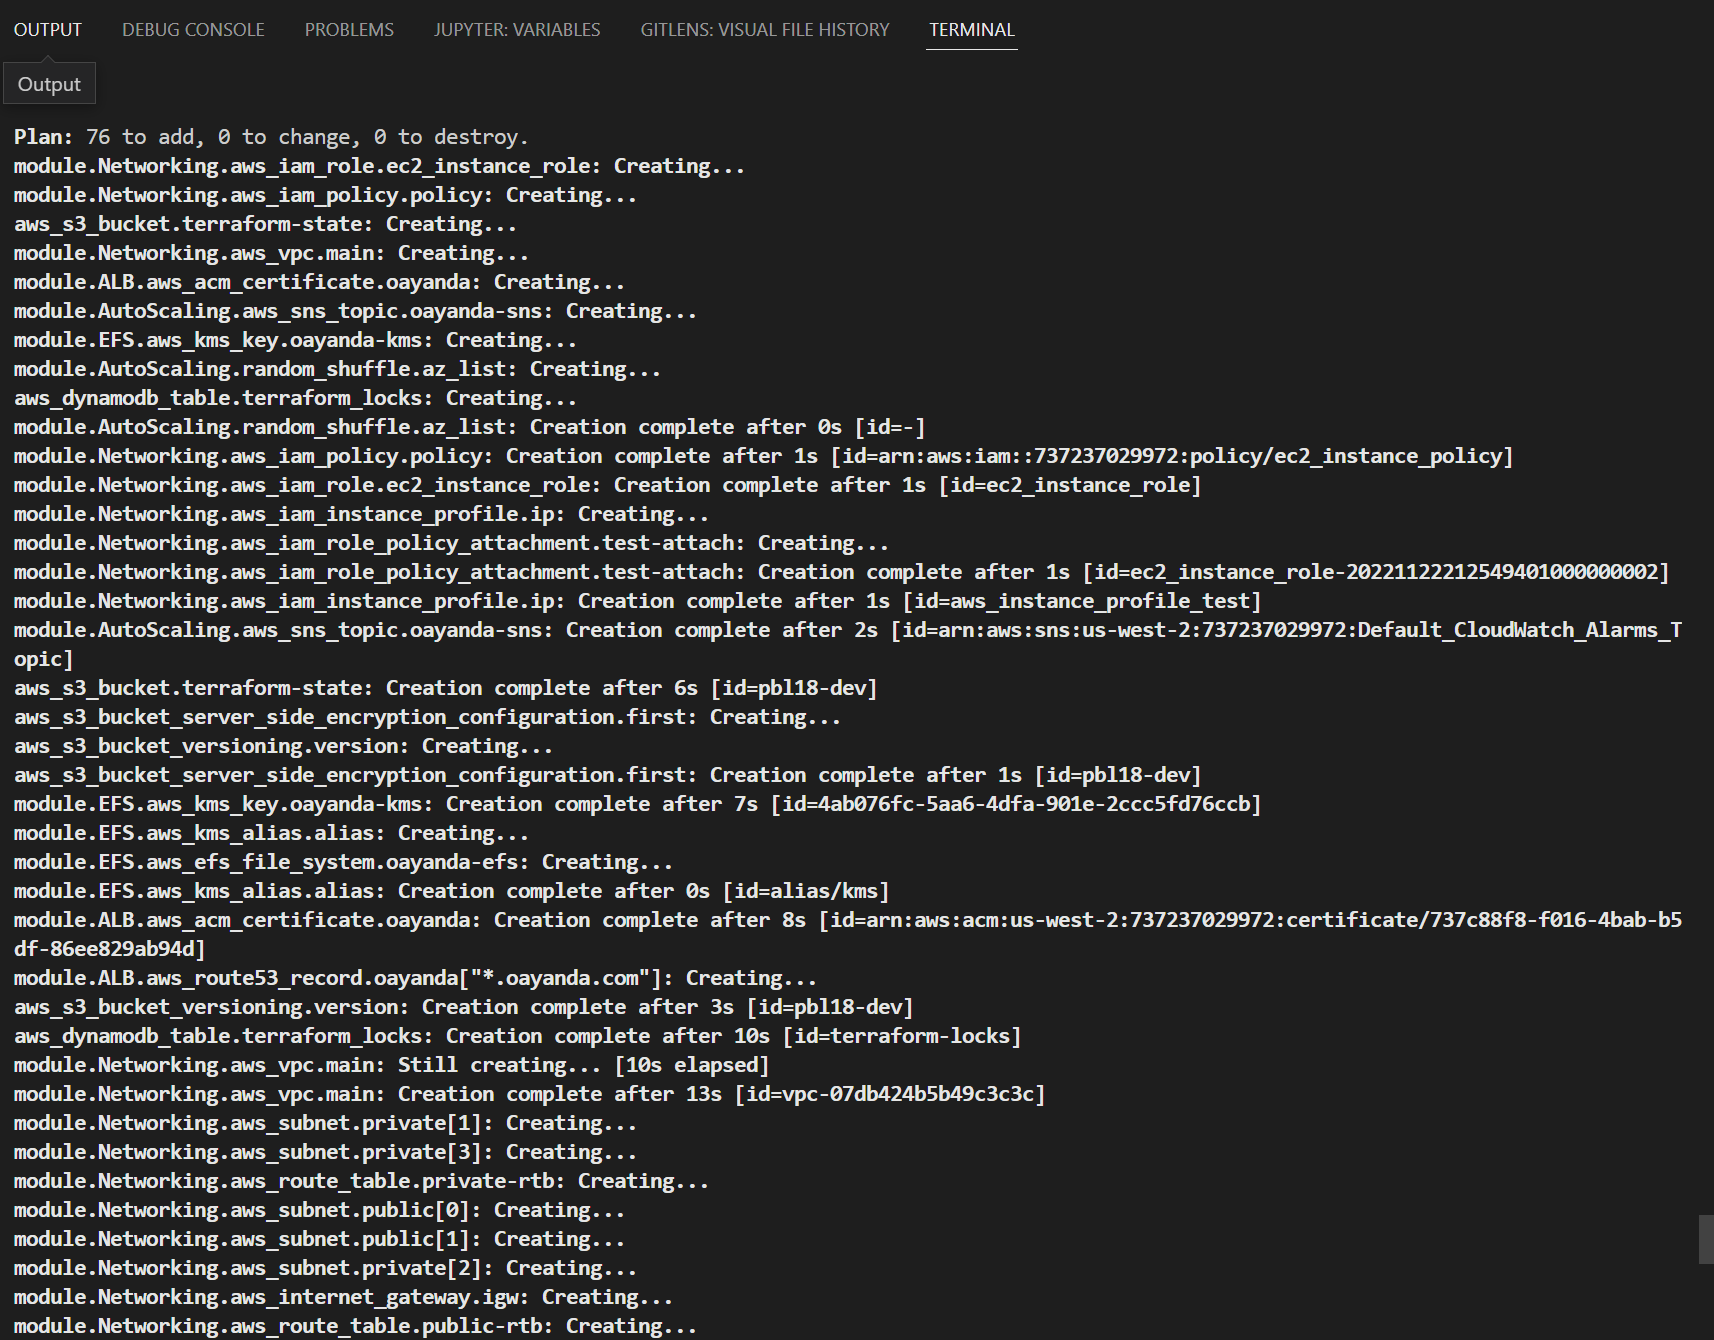 OUTPUT DEBUG CONSOLE PROBLEMS JUPYTER: VARIABLES GITLENS: VISUAL FILE HISTORY TERMINAL
Output
Plan: 76 to add, 0 to change, 0 to destroy.
module.Networking.aws_iam_role.ec2_instance_role: Creating...
module.Networking.aws_iam_policy.policy: Creating...
aws_s3_bucket.terraform-state: Creating...
module.Networking.aws_vpc.main: Creating...
module.ALB.aws_acm_certificate.oayanda: Creating...
module.AutoScaling.aws_sns_topic.oayanda-sns: Creating...
module.EFS.aws_kms_key.oayanda-kms: Creating...
module.AutoScaling.random_shuffle.az_list: Creating...
aws_dynamodb_table.terraform_locks: Creating...
module.AutoScaling.random_shuffle.az_list: Creation complete after 0s [id=-]
module.Networking.aws_iam_policy.policy: Creation complete after 1s [id=arn:aws:iam::737237029972:policy/ec2_instance_policy]
module.Networking.aws_iam_role.ec2_instance_role: Creation complete after 1s [id=ec2_instance_role]
module.Networking.aws_iam_instance_profile.ip: Creating...
module.Networking.aws_iam_role_policy_attachment.test-attach: Creating...
module.Networking.aws_iam_role_policy_attachment.test-attach: Creation complete after 1s [id=ec2_instance_role-20221122212549401000000002]
module.Networking.aws_iam_instance_profile.ip: Creation complete after 1s [id=aws_instance_profile_test]
module.AutoScaling.aws_sns_topic.oayanda-sns: Creation complete after 2s [id=arn:aws:sns:us-west-2:737237029972:Default_CloudWatch_Alarms_T
opic]
aws_s3_bucket.terraform-state: Creation complete after 6s [id=pbl18-dev]
aws_s3_bucket_server_side_encryption_configuration.first: Creating...
aws_s3_bucket_versioning.version: Creating...
aws_s3_bucket_server_side_encryption_configuration.first: Creation complete after 1s [id=pbl18-dev]
module.EFS.aws_kms_key.oayanda-kms: Creation complete after 7s [id=4ab076fc-5aa6-4dfa-901e-2ccc5fd76ccb]
module.EFS.aws_kms_alias.alias: Creating...
module.EFS.aws_efs_file_system.oayanda-efs: Creating...
module.EFS.aws_kms_alias.alias: Creation complete after 0s [id=alias/kms]
module.ALB.aws_acm_certificate.oayanda: Creation complete after 8s [id=arn:aws:acm:us-west-2:737237029972:certificate/737c88f8-f016-4bab-b5
df-86ee829ab94d]
module.ALB.aws_route53_record.oayanda["*.oayanda.com"]: Creating...
aws_s3_bucket_versioning.version: Creation complete after 3s [id=pbl18-dev]
aws_dynamodb_table.terraform_locks: Creation complete after 10s [id=terraform-locks]
module.Networking.aws_vpc.main: Still creating... [10s elapsed]
module.Networking.aws_vpc.main: Creation complete after 13s [id=vpc-07db424b5b49c3c3c]
module.Networking.aws_subnet.private[1]: Creating...
module.Networking.aws_subnet.private[3]: Creating...
module.Networking.aws_route_table.private-rtb: Creating...
module.Networking.aws_subnet.public[0]: Creating...
module.Networking.aws_subnet.public[1]: Creating...
module.Networking.aws_subnet.private[2]: Creating...
module.Networking.aws_internet_gateway.igw: Creating...
module.Networking.aws_route_table.public-rtb: Creating...